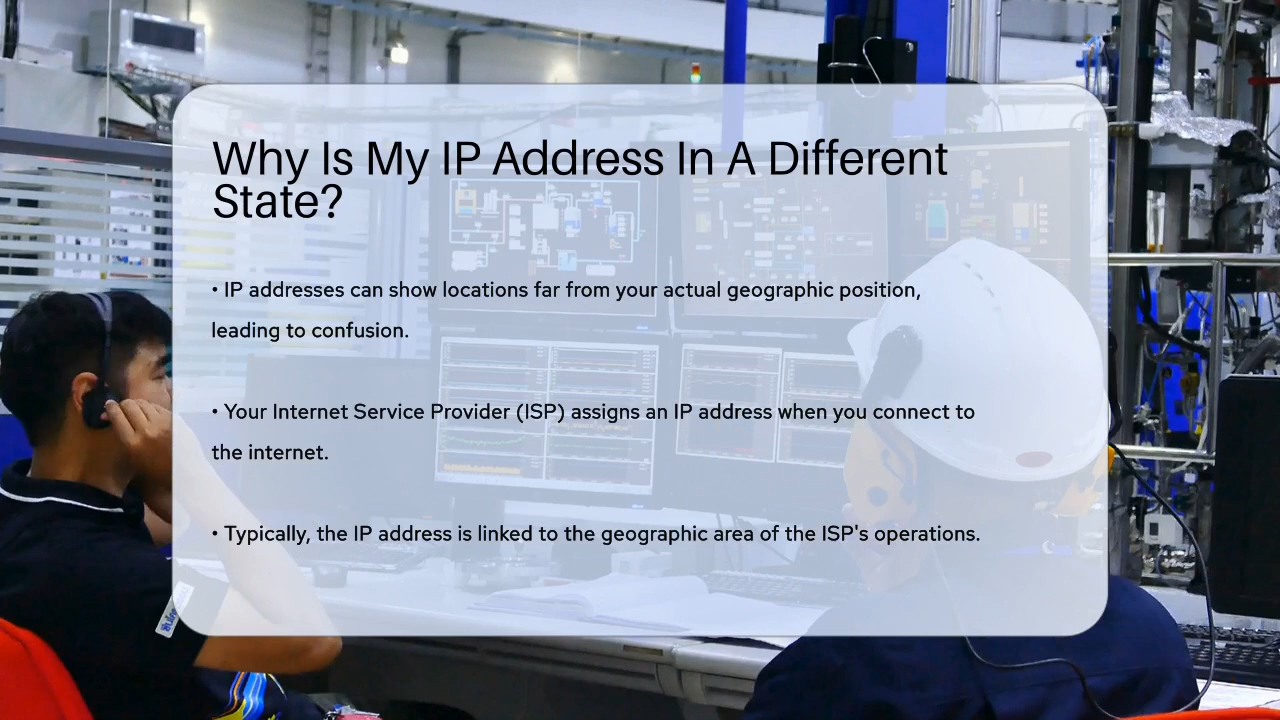 Why Is My IP Address In A Different
State?
• IP addresses can show locations far from your actual geographic position,
leading to confusion.
• Your Internet Service Provider (ISP) assigns an IP address when you connect to
the internet.
• Typically, the IP address is linked to the geographic area of the ISP's operations.